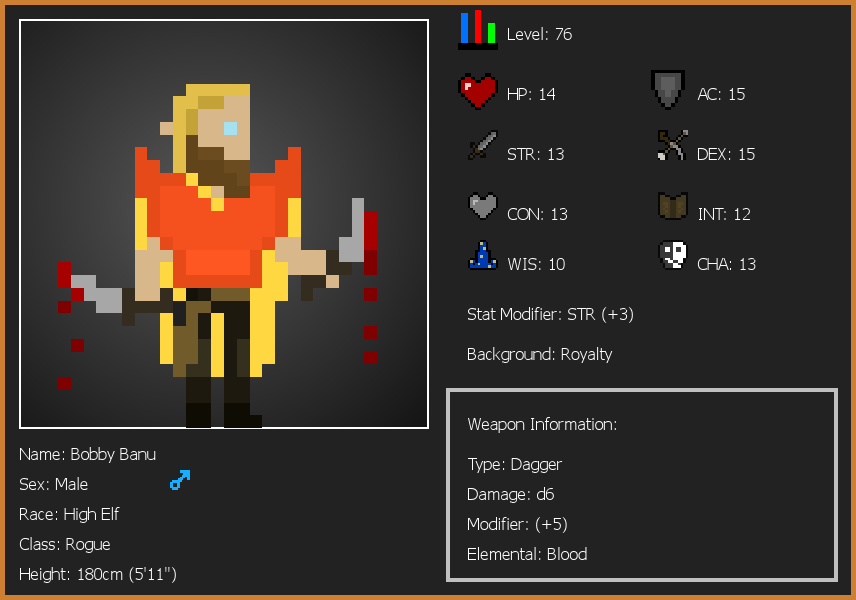 Level: 76
HP: 14
AC: 15
STR: 13
DEX: 15
CON: 13
INT: 12
WIS: 10
CHA: 13
Stat Modifier: STR (+3)
Background: Royalty
Weapon Information:
Type: Dagger
Damage: d6
Modifier: (+5)
Elemental: Blood
Name: Bobby Banu
Sex: Male
Race: High Elf
Class: Rogue
Height: 180cm (5'11")